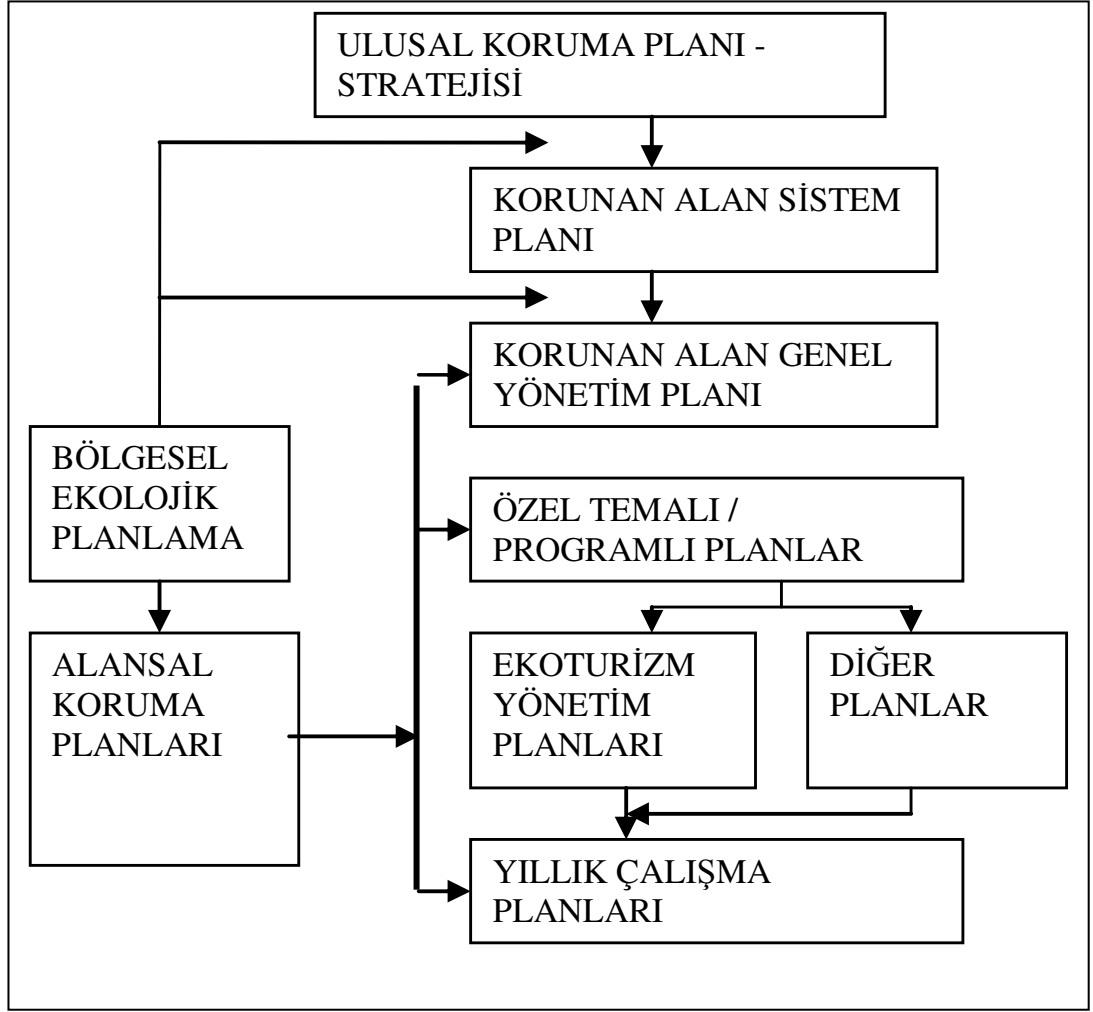 ULUSAL KORUMA PLANI -
STRATEJİSİ
KORUNAN ALAN SİSTEM
PLANI
KORUNAN ALAN GENEL
YÖNETİM PLANI
BÖLGESEL
EKOLOJİK
PLANLAMA
ÖZEL TEMALI /
PROGRAMLI PLANLAR
ALANSAL
KORUMA
PLANLARI
EKOTURİZM
YÖNETİM
PLANLARI
DİĞER
PLANLAR
YILLIK ÇALIŞMA
PLANLARI